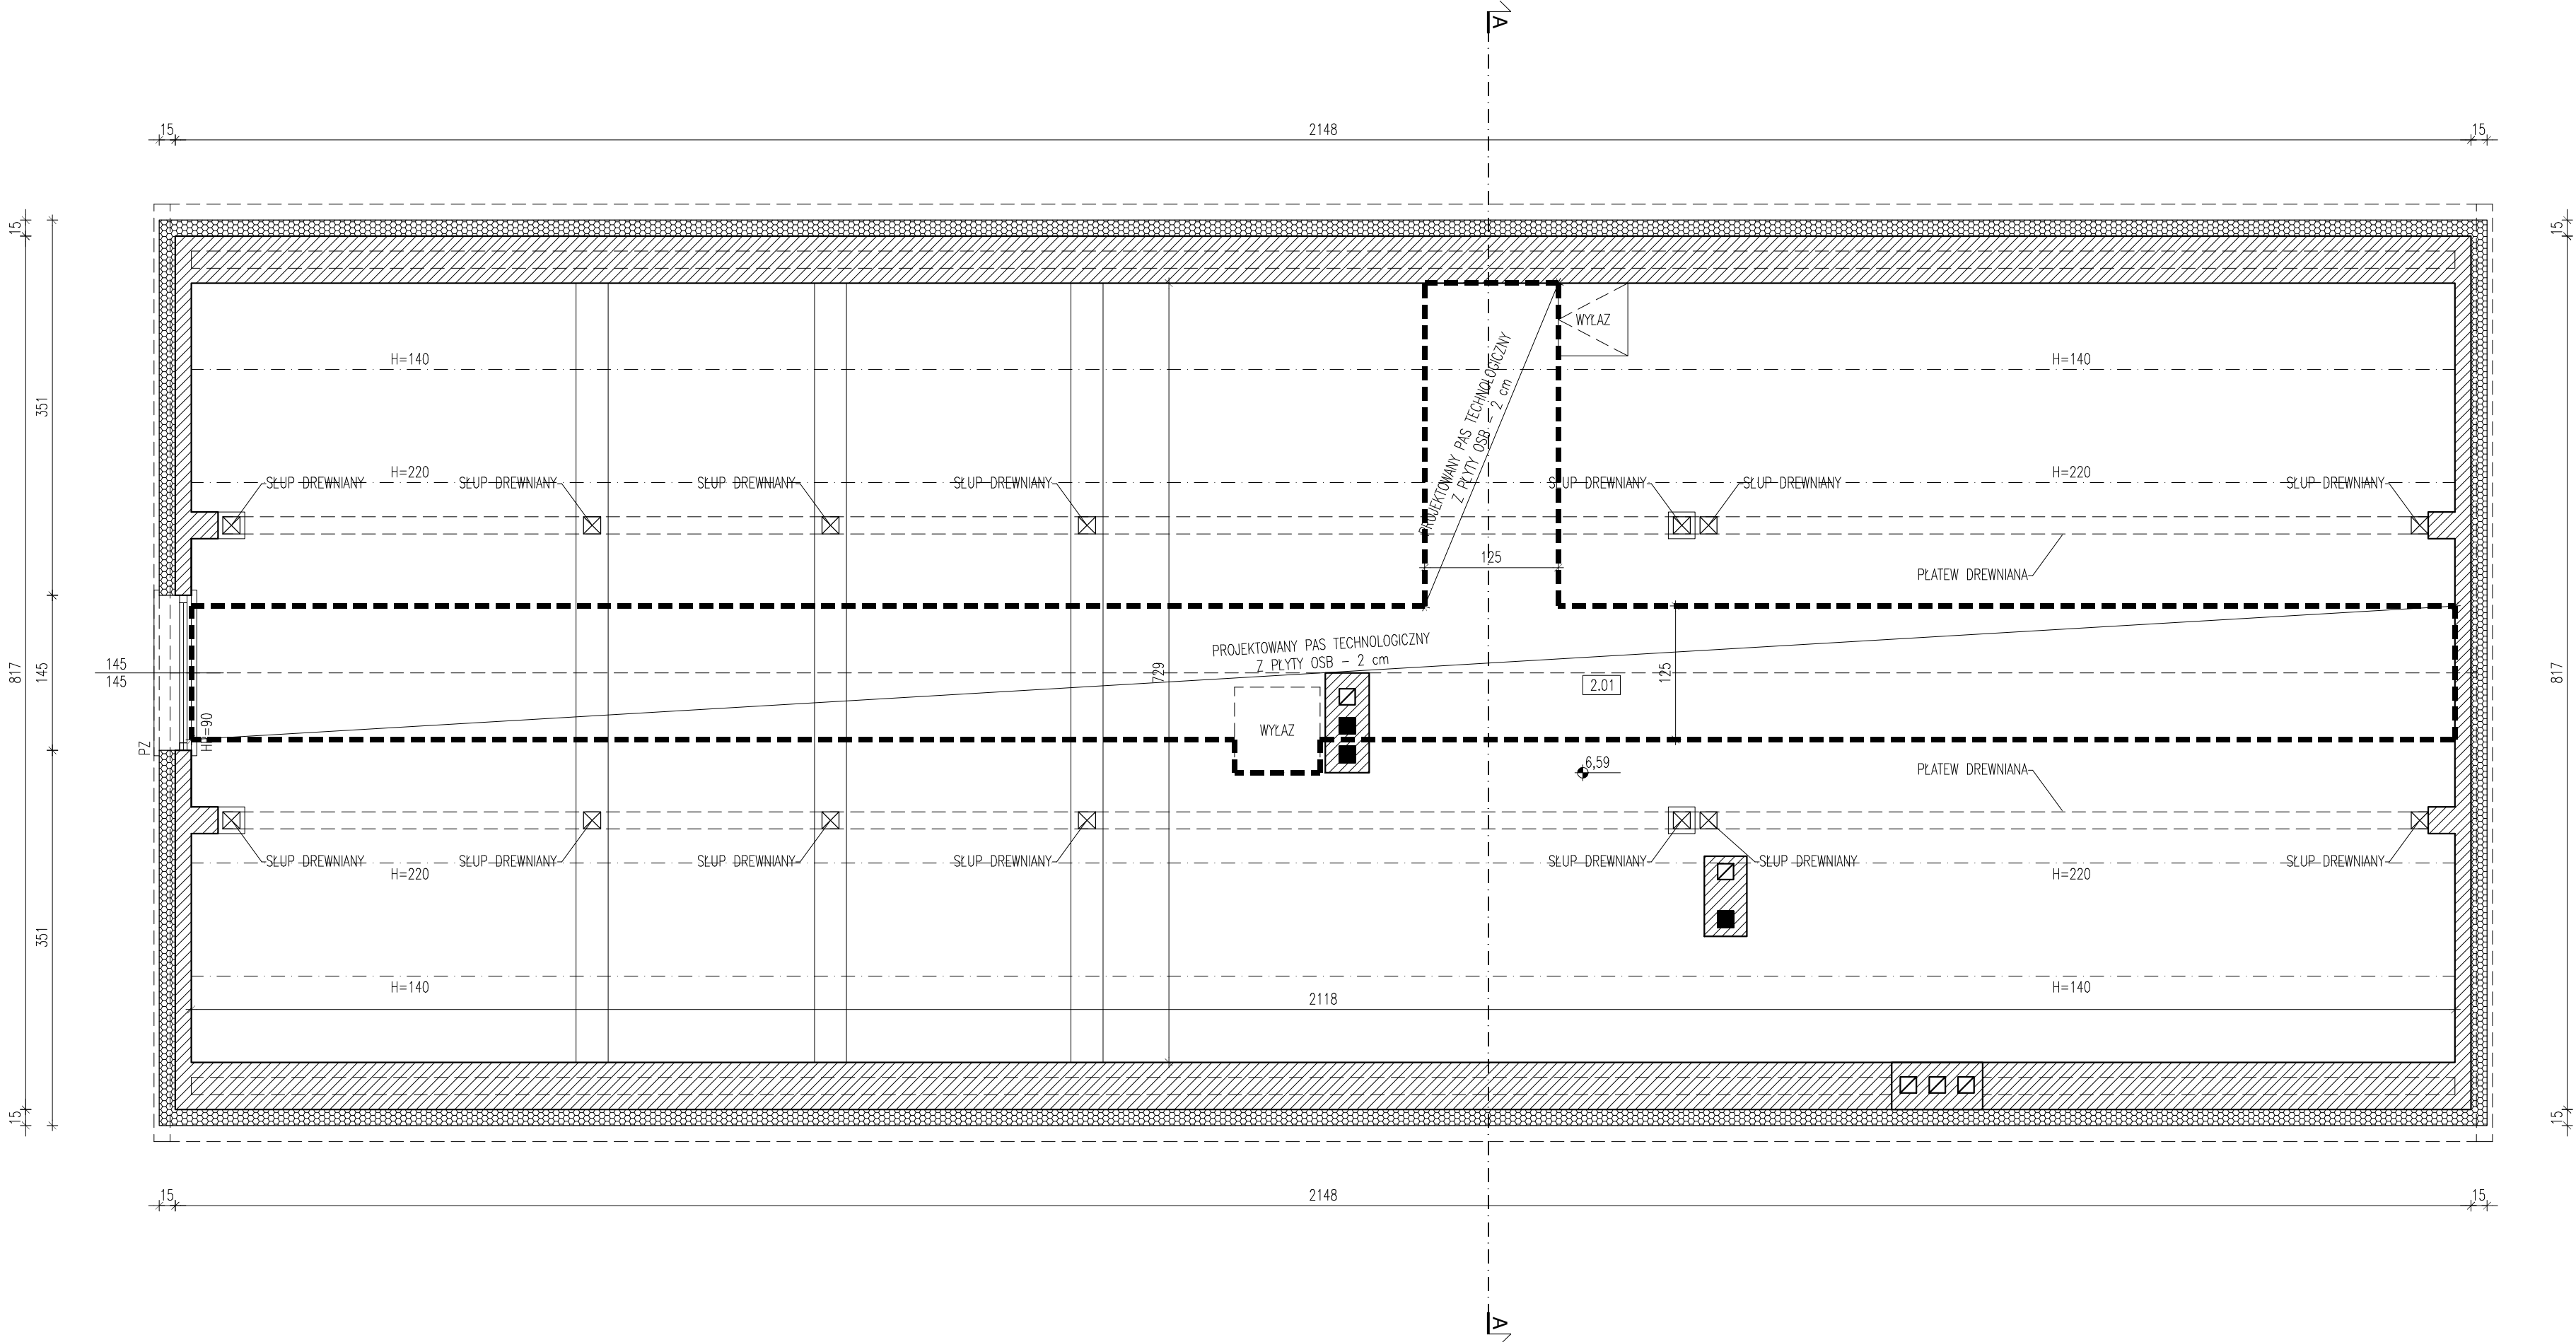 A
15
2148
15
15
15
H=140
H=140
WYŁAZ
351
PROJEKTOWANY PAS TECHNOLOGICZNY
Z PŁYTY OSB - 2 cm
H=220
H=220
SŁUP DREWNIANY
SŁUP DREWNIANY
SŁUP DREWNIANY
SŁUP DREWNIANY
SŁUP DREWNIANY
SŁUP DREWNIANY
SŁUP DREWNIANY
125
PŁATEW DREWNIANA
PROJEKTOWANY PAS TECHNOLOGICZNY
Z PŁYTY OSB - 2 cm
817
145
145
145
729
125
2.01
817
PZ
WYŁAZ
6,59
PŁATEW DREWNIANA
SŁUP DREWNIANY
SŁUP DREWNIANY
SŁUP DREWNIANY
SŁUP DREWNIANY
SŁUP DREWNIANY
SŁUP DREWNIANY
SŁUP DREWNIANY
H=220
H=220
351
H=140
H=140
2118
15
15
15
2148
15
A